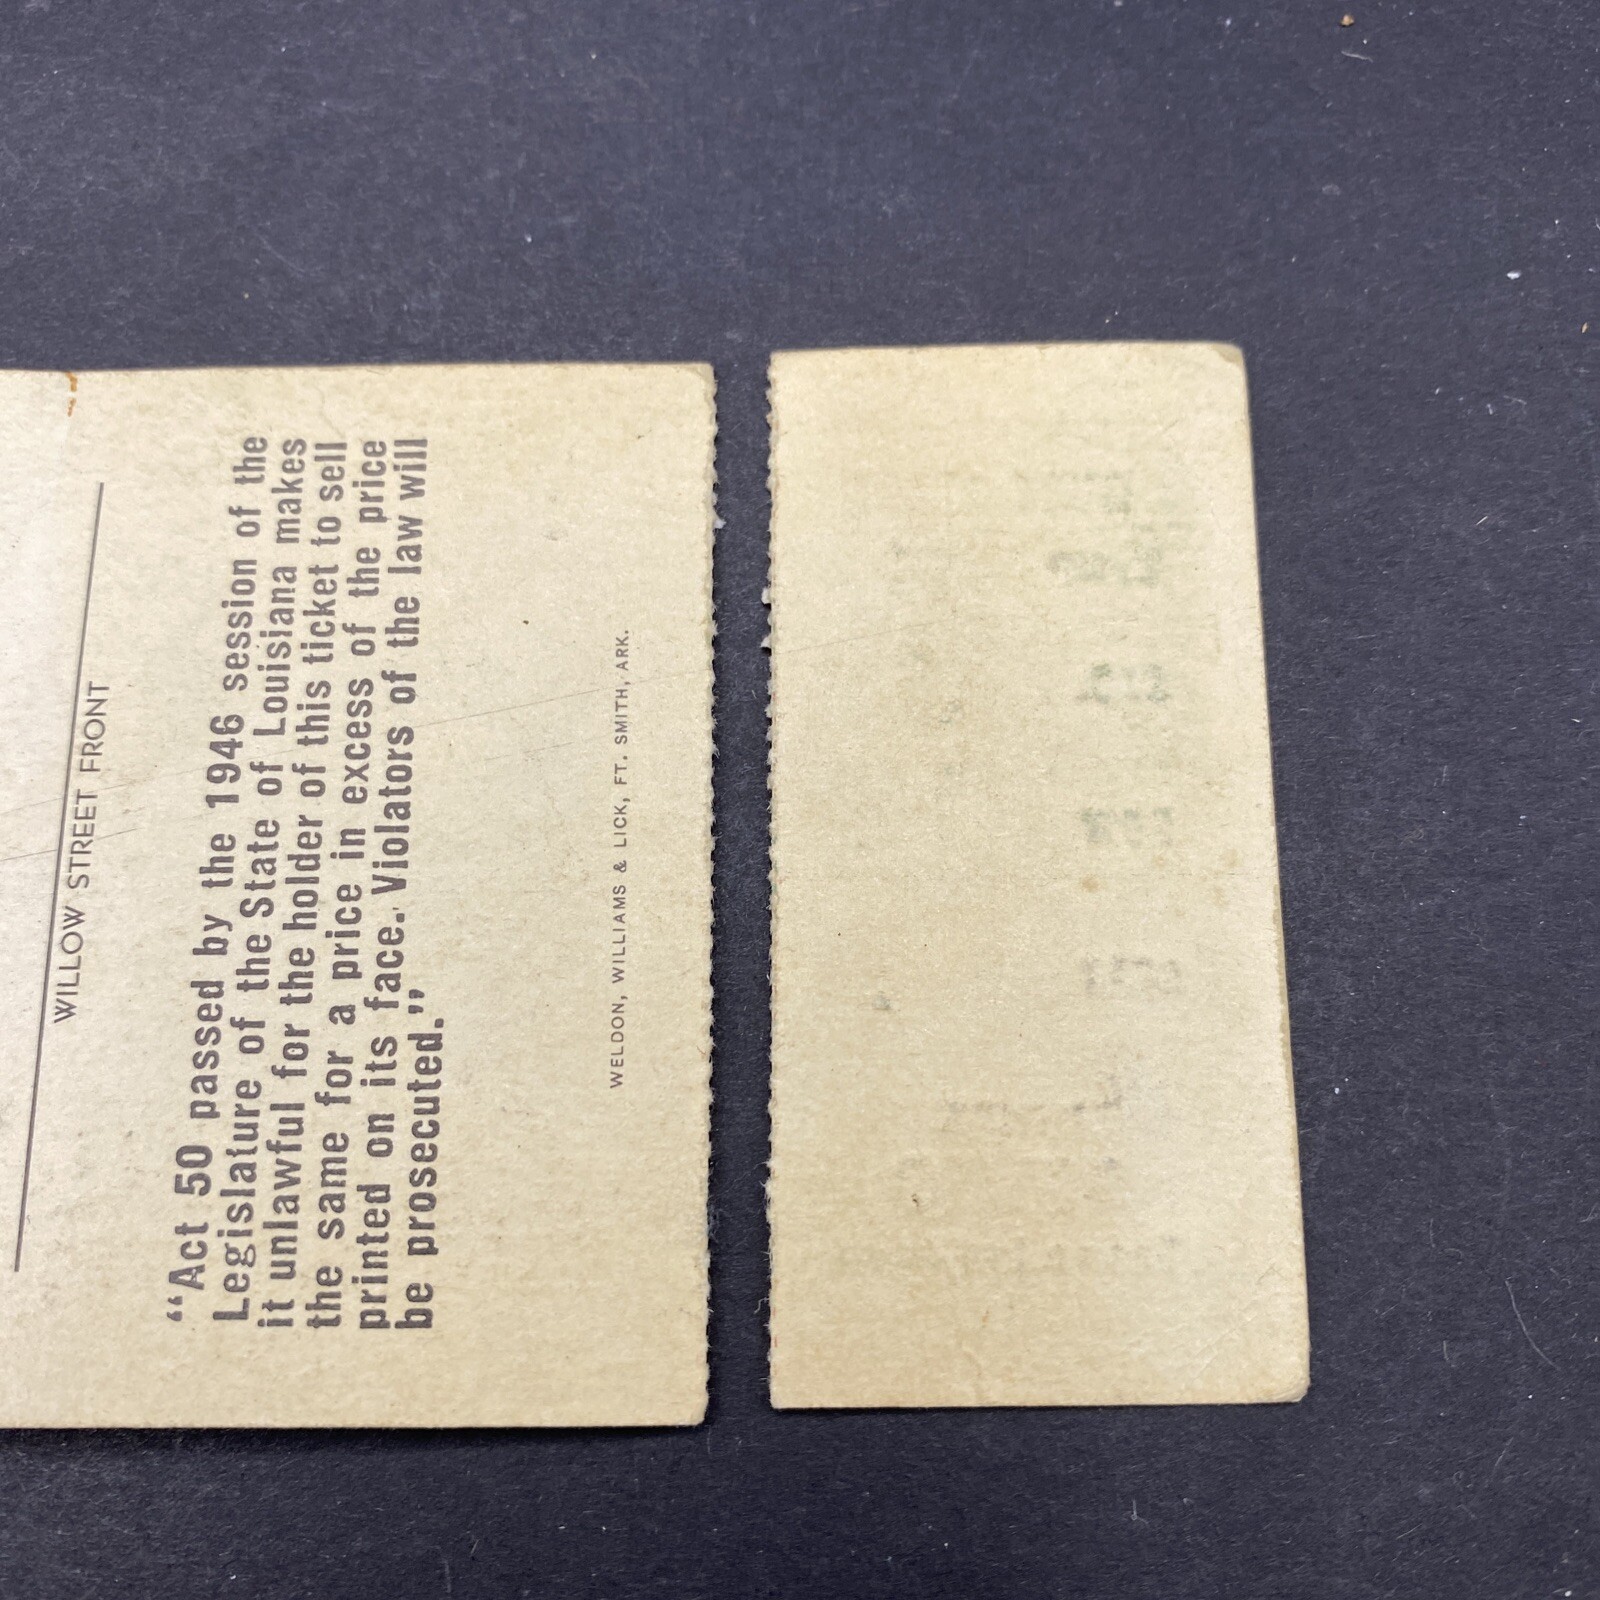 WILLOW STREET FRONT
“Act 50 passed by the 1946 session of the
Legislature of the State of Louisiana makes
it unlawful for the holder of this ticket to sell
the same for a price in excess of the price
printed on its face. Violators of the law will
be prosecuted.”
WELDON, WILLIAMS & LICK, FT. SMITH, ARK.